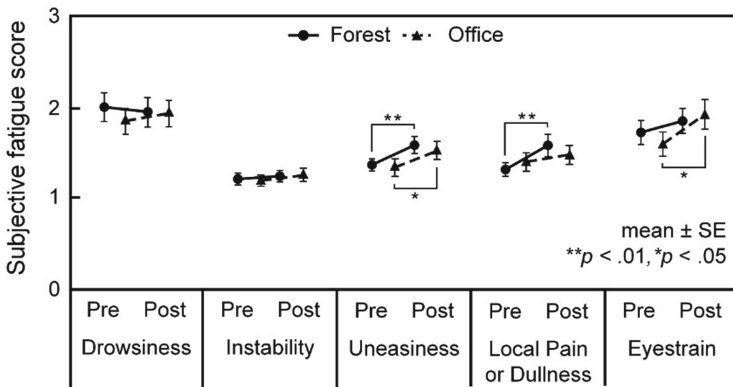 3
Forest Office
Subjective fatigue score
2
**
**
1
*
*
mean ± SE
**p < .01, *p < .05
0
Pre Post Pre Post Pre Post Pre Post Pre Post
Drowsiness Instability Uneasiness Local Pain Eyestrain
or Dullness